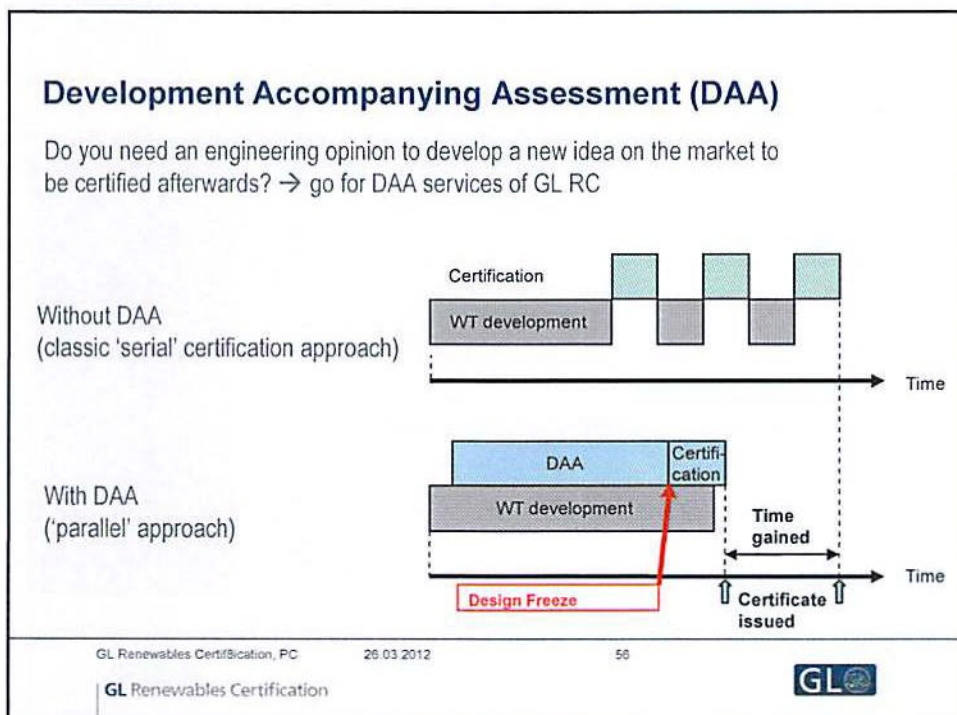 Development Accompanying Assessment (DAA)
Do you need an engineering opinion to develop a new idea on the market to
be certified afterwards? → go for DAA services of GL RC
Certification
Without DAA
(classic 'serial' certification approach)
WT development
Time
DAA
Certifi-
cation
With DAA
('parallel' approach)
WT development
Time
gained
Time
Design Freeze
Certificate
issued
GL Renewables Certification, PC
26.03.2012
56
GL Renewables Certification
GL